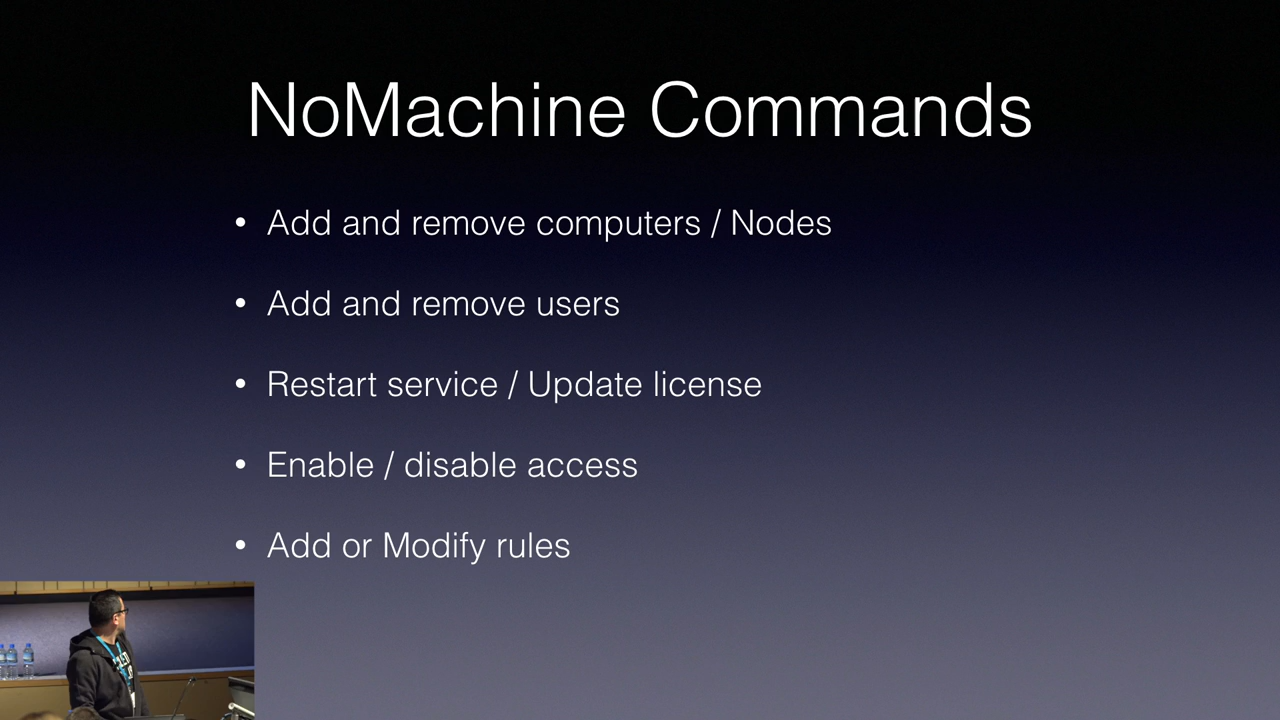 NoMachine Commands
• Add and remove computers / Nodes
• Add and remove users
• Restart service / Update license
• Enable / disable access
• Add or Modify rules